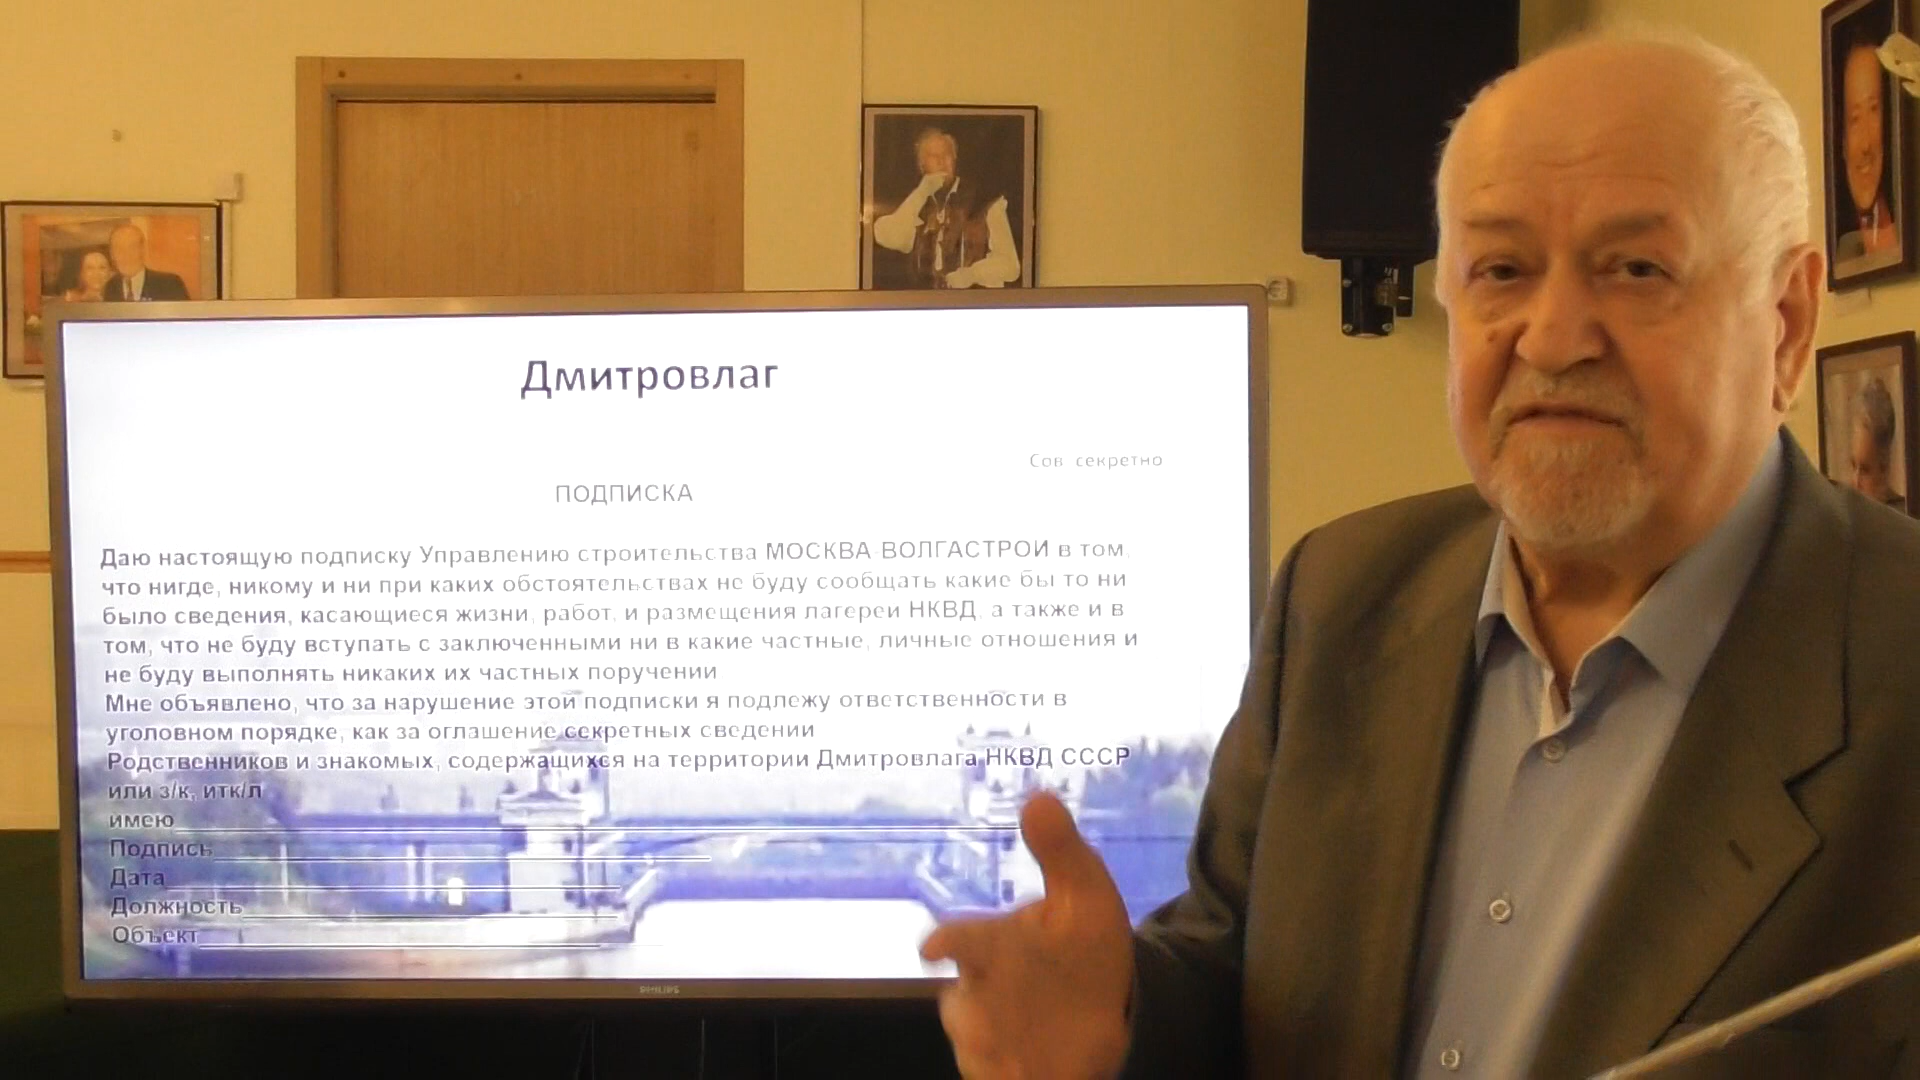 Дмитровлаг
Сов секретно
ПОДПИСКА
Даю настоящую подписку Управлению строительства МОСКВА-ВОЛГАСТРОЙ в том,
что нигде, никому и ни при каких обстоятельствах не буду сообщать какие бы то ни
было сведения, касающиеся жизни, работ, и размещения лагерей НКВД, а также и в
том, что не буду вступать с заключенными ни в какие частные, личные отношения и
не буду выполнять никаких их частных поручений
Мне объявлено, что за нарушение этой подписки я подлежу ответственности в
уголовном порядке, как за оглашение секретных сведений
Родственников и знакомых, содержащихся на территории Дмитровлага НКВД СССР
или з/к, итк/л
имею
Подпись
Дата
Должность
Объект
PHILIPS